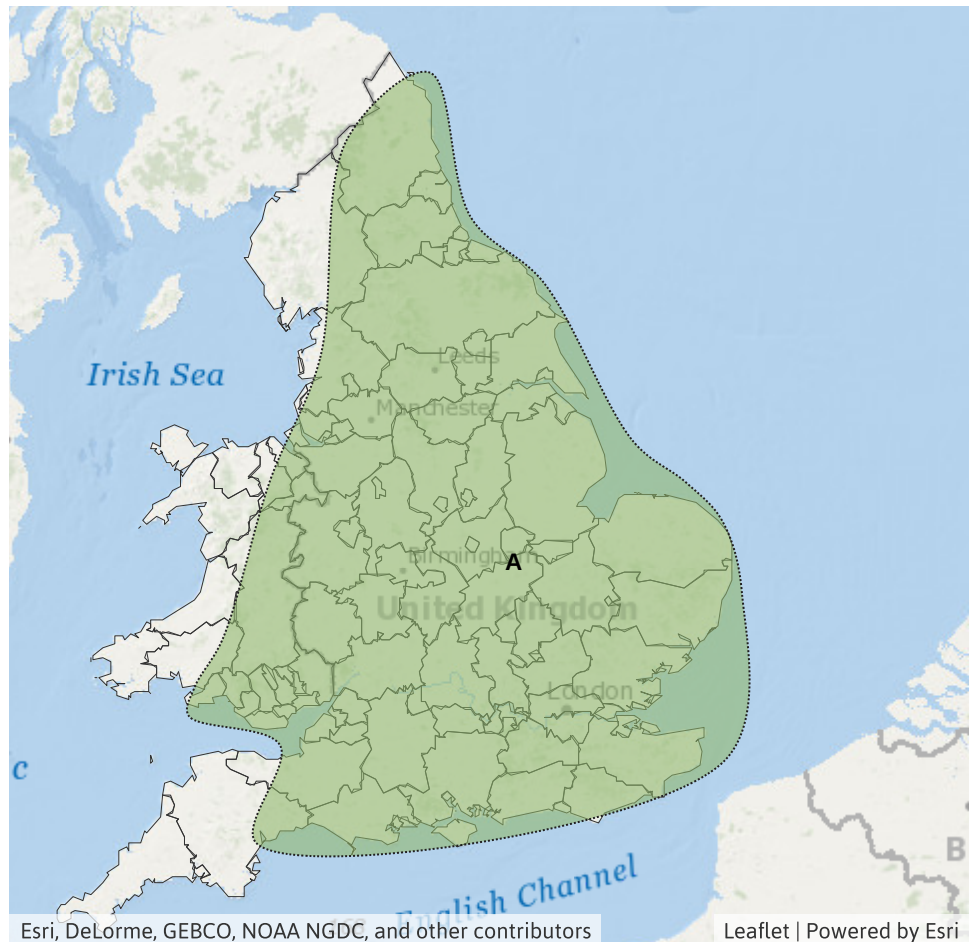 Leeds
Irish Sea
Manchester
Birmingham
A
United Kingdom
London
c
B
English Channel
Esri, DeLorme, GEBCO, NOAA NGDC, and other contributors
Leaflet | Powered by Esri